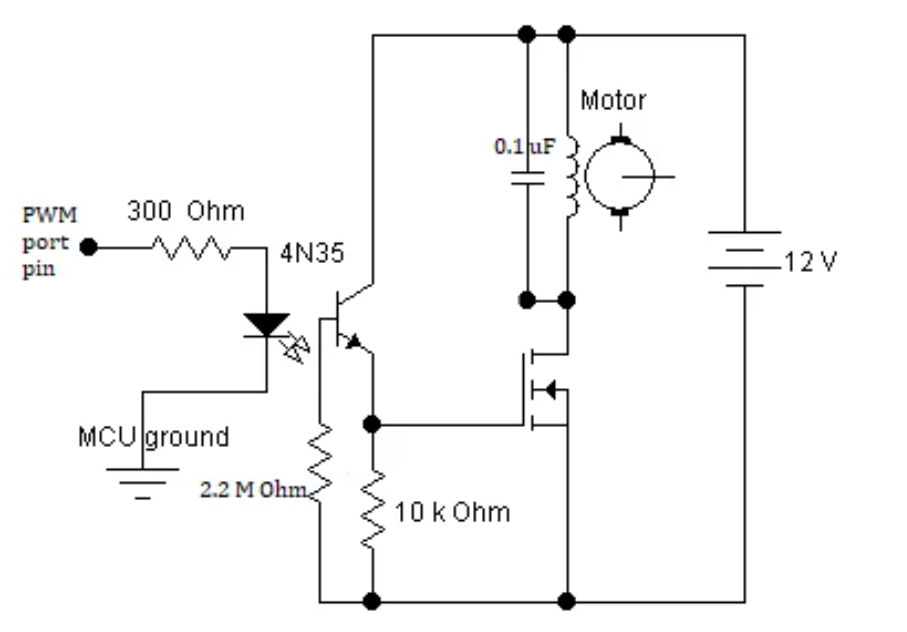 Motor
0.1 uF
300 Ohm
PWM
port
pin
4N35
12 V
MCU ground
2.2 M Ohm
10 k Ohm